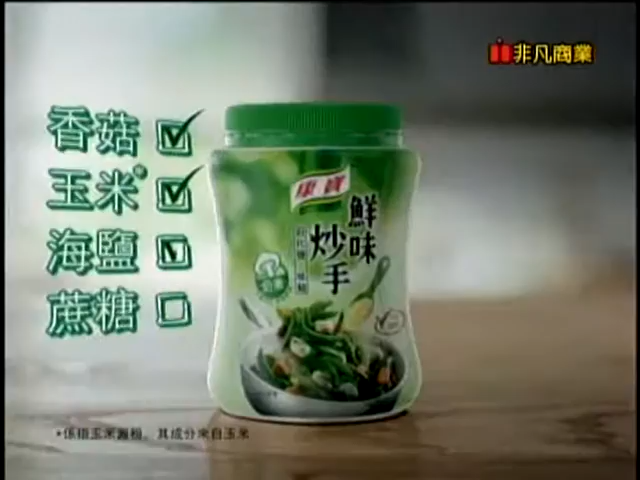 非凡商業
香菇
玉米*
海鹽
蔗糖
康寶
鮮味
炒手
*係指玉米澱粉，其成分來自玉米